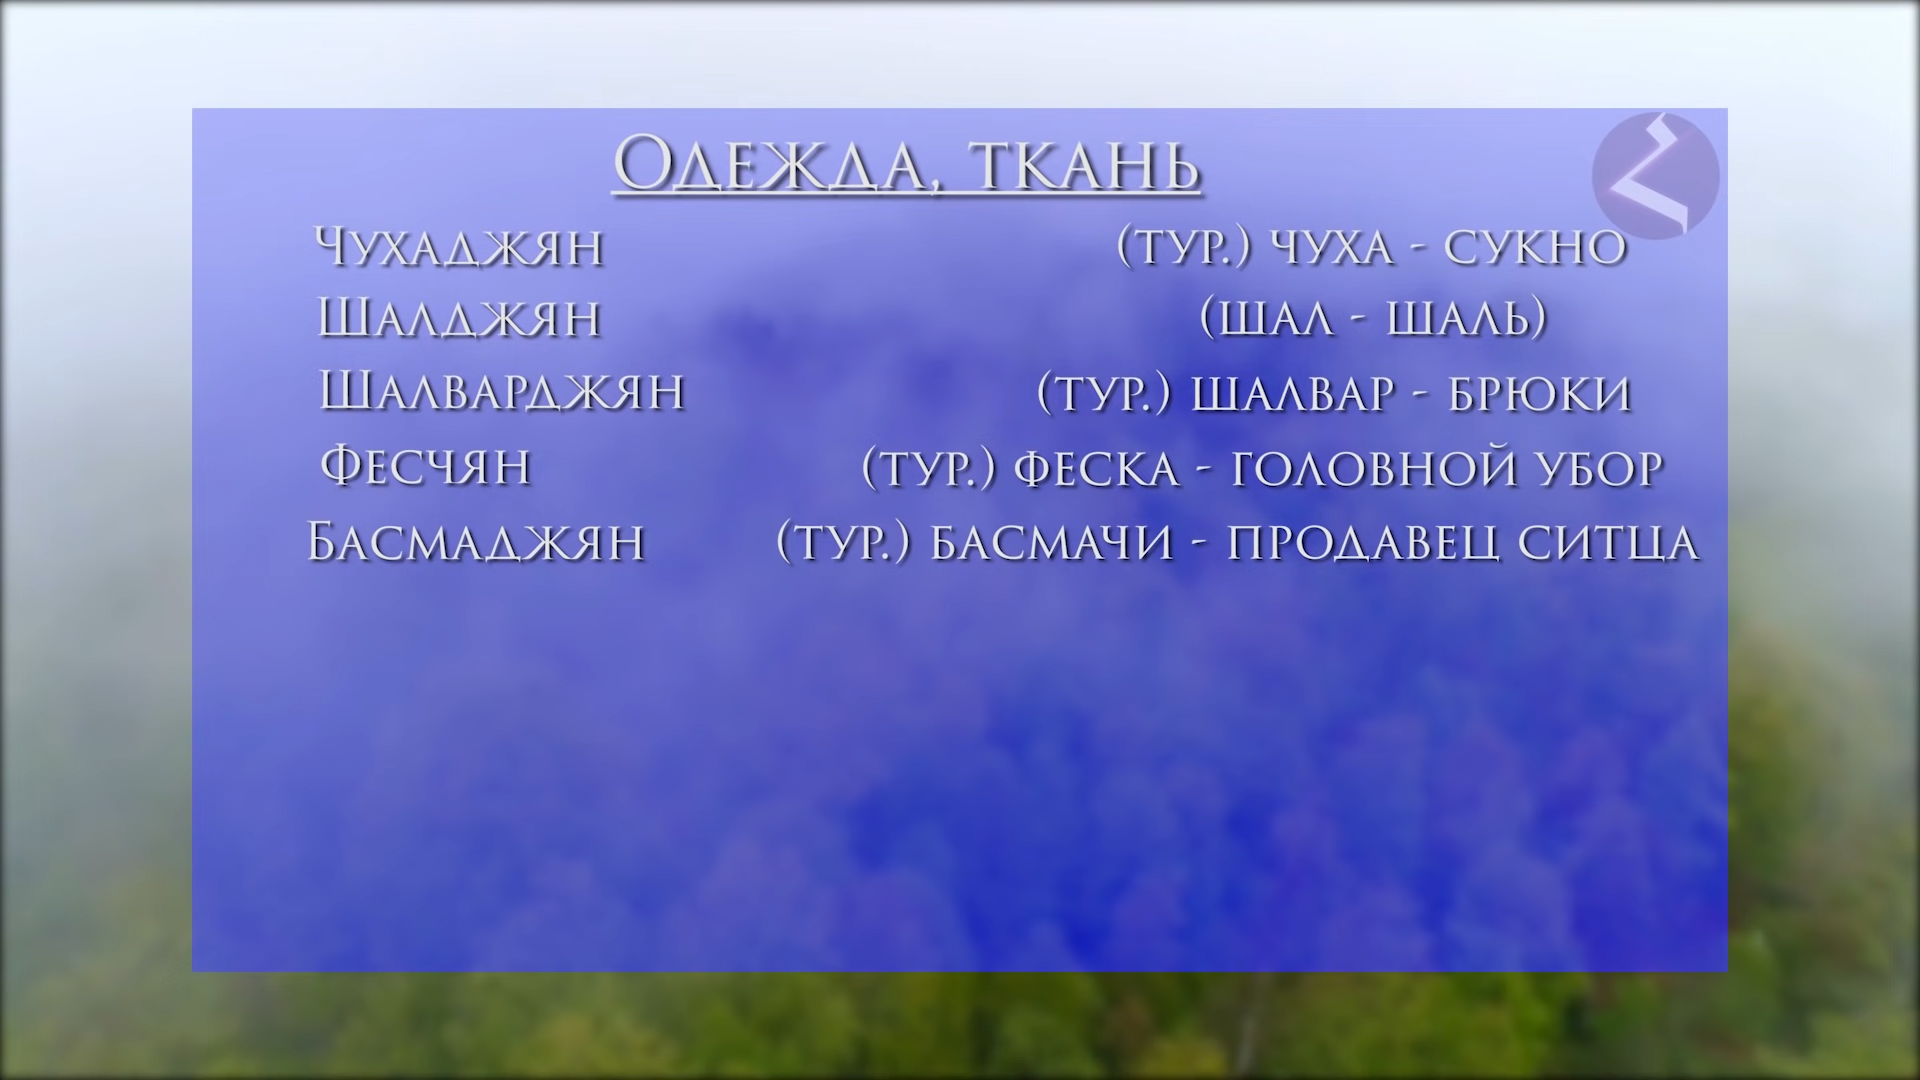 Одежда, ткань
Чухаджян (тур.) чуха - сукно
Шалджян (шал - шаль)
Шалварджян (тур.) шалвар - брюки
Фесчян (тур.) феска - головной убор
Басмаджян (тур.) басмачи - продавец ситца